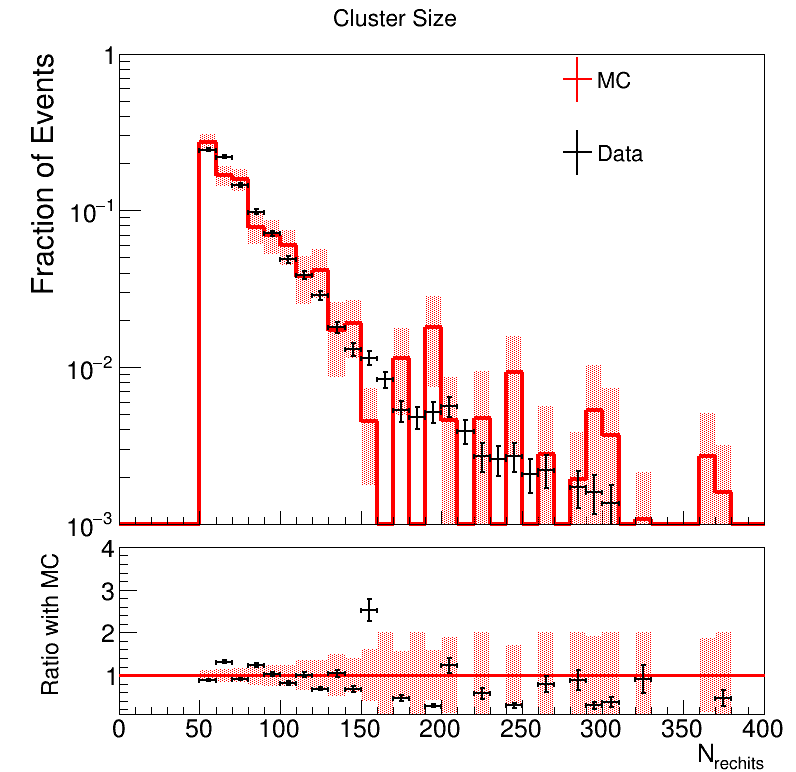 Cluster Size
Fraction of Events
1
10⁻¹
10⁻²
10⁻³
MC
Data
Ratio with MC
4
3
2
1
0 50 100 150 200 250 300 350 400
N_rechits